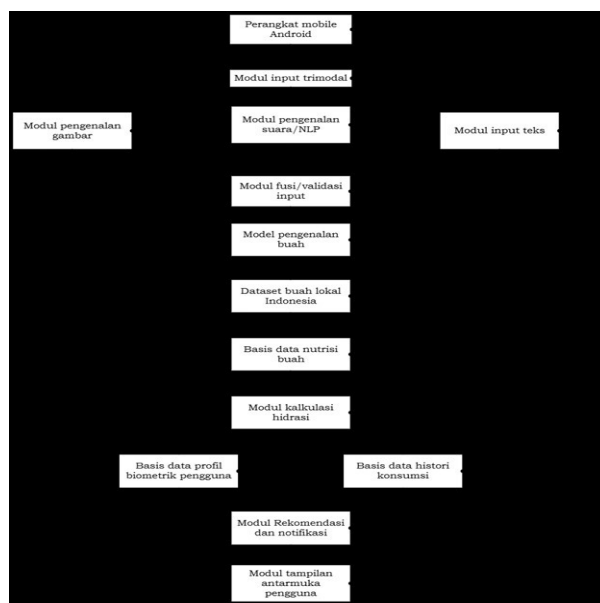 Perangkat mobile
Android
Modul input trimodal
Modul pengenalan
gambar
Modul pengenalan
suara/NLP
Modul input teks
Modul fusi/validasi
input
Model pengenalan
buah
Dataset buah lokal
Indonesia
Basis data nutrisi
buah
Modul kalkulasi
hidrasi
Basis data profil
biometrik pengguna
Basis data histori
konsumsi
Modul Rekomendasi
dan notifikasi
Modul tampilan
antarmuka
pengguna